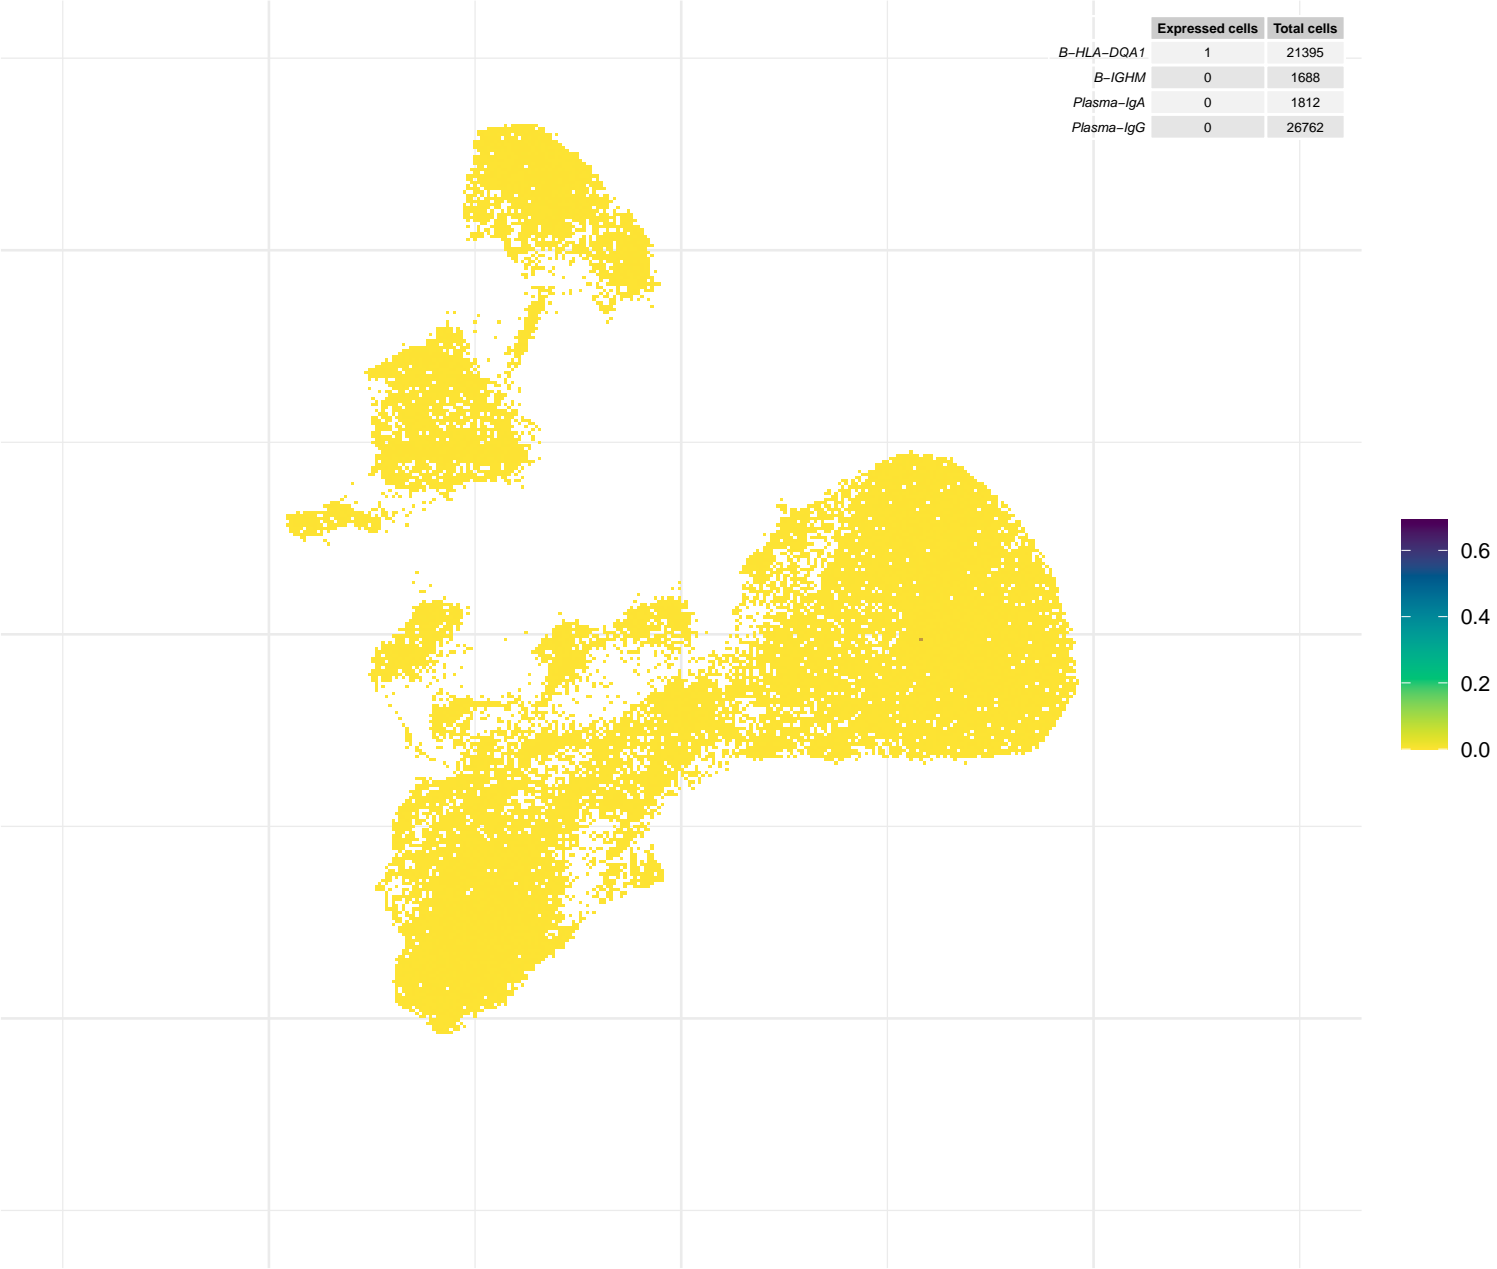 Expressed cells Total cells
B−HLA−DQA1 1 21395
B−IGHM 0 1688
Plasma−IgA 0 1812
Plasma−IgG 0 26762
0.6
0.4
0.2
0.0